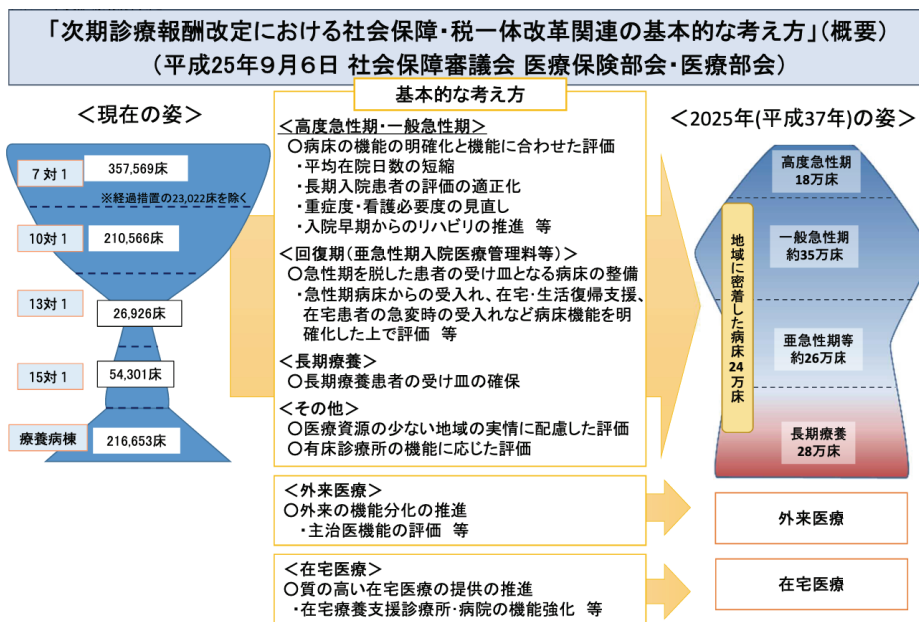 「次期診療報酬改定における社会保障・税一体改革関連の基本的な考え方」(概要)
(平成25年9月6日 社会保障審議会 医療保険部会・医療部会)
<現在の姿>
7対1
357,569床
※経過措置の23,022床を除く
10対1
210,566床
13対1
26,926床
15対1
54,301床
療養病棟
216,653床
基本的な考え方
<高度急性期・一般急性期>
○病床の機能の明確化と機能に合わせた評価
・平均在院日数の短縮
・長期入院患者の評価の適正化
・重症度・看護必要度の見直し
・入院早期からのリハビリの推進 等
<回復期(亜急性期入院医療管理料等)>
○急性期を脱した患者の受け皿となる病床の整備
・急性期病床からの受入れ、在宅・生活復帰支援、
在宅患者の急変時の受入れなど病床機能を明
確化した上で評価 等
<長期療養>
○長期療養患者の受け皿の確保
<その他>
○医療資源の少ない地域の実情に配慮した評価
○有床診療所の機能に応じた評価
<外来医療>
○外来の機能分化の推進
・主治医機能の評価 等
<在宅医療>
○質の高い在宅医療の提供の推進
・在宅療養支援診療所・病院の機能強化 等
<2025年(平成37年)の姿>
高度急性期
18万床
一般急性期
約35万床
亜急性期等
約26万床
長期療養
28万床
地域に密着した病床24万床
外来医療
在宅医療